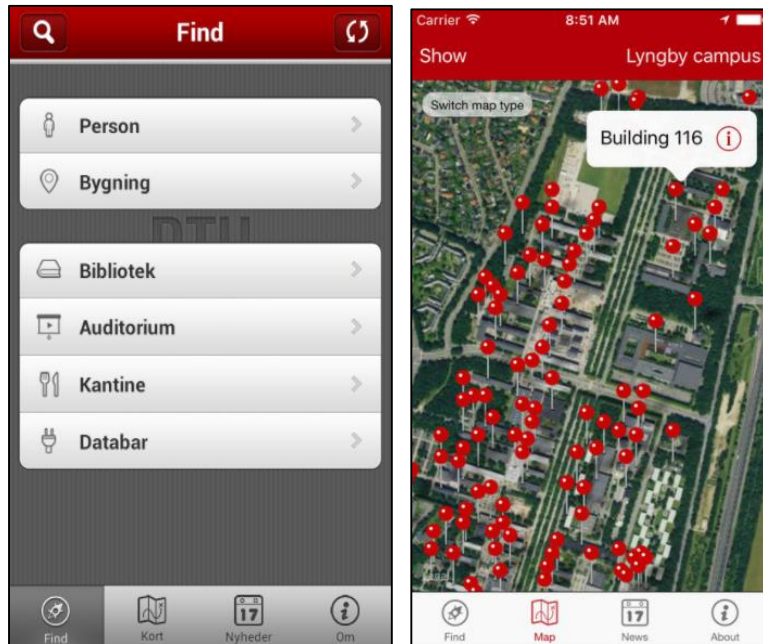 Find
Person
Bygning
DTU
Bibliotek
Auditorium
Kantine
Databar
17
Find
Kort
Nyheder
Om
Carrier
8:51 AM
Show
Lyngby campus
Switch map type
Building 116
17
Find
Map
News
About